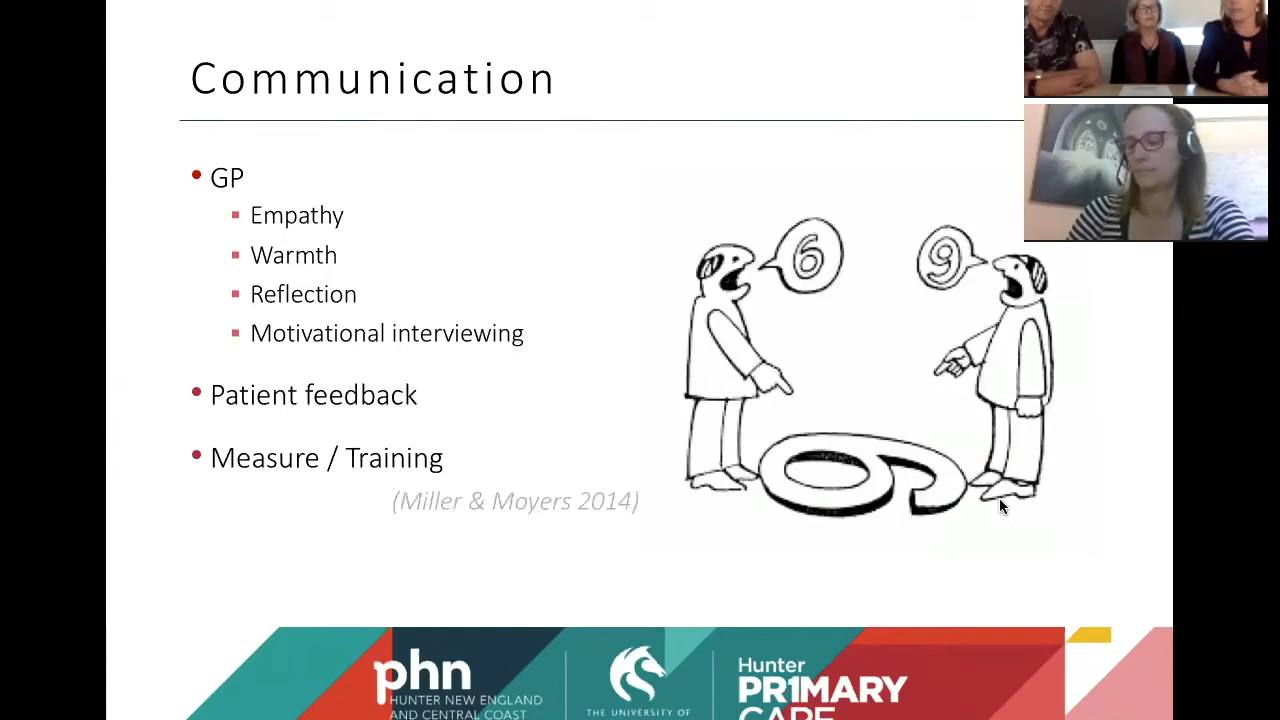 Communication
• GP
▪ Empathy
▪ Warmth
▪ Reflection
▪ Motivational interviewing
• Patient feedback
• Measure / Training
(Miller & Moyers 2014)
6
9
phn
HUNTER NEW ENGLAND
AND CENTRAL COAST
THE UNIVERSITY OF
Hunter
PR1MARY
CARE